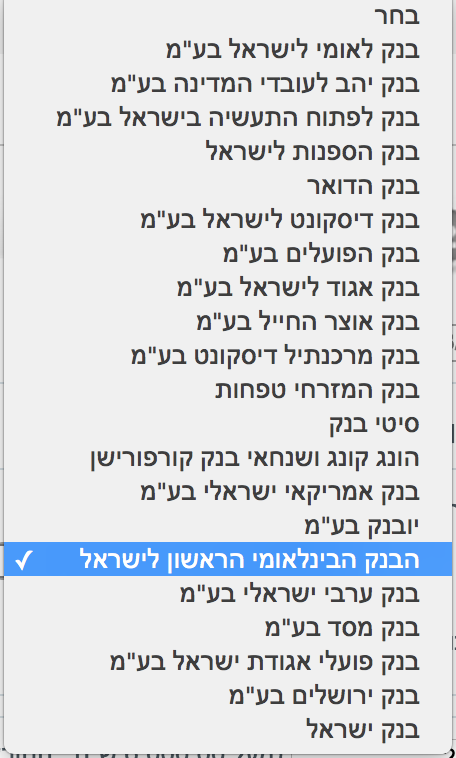 בחר
בנק לאומי לישראל בע"מ
בנק יהב לעובדי המדינה בע"מ
בנק לפתוח התעשיה בישראל בע"מ
בנק הספנות לישראל
בנק הדואר
בנק דיסקונט לישראל בע"מ
בנק הפועלים בע"מ
בנק אגוד לישראל בע"מ
בנק אוצר החייל בע"מ
בנק מרכנתיל דיסקונט בע"מ
בנק המזרחי טפחות
סיטי בנק
הונג קונג ושנחאי בנק קורפורישן
בנק אמריקאי ישראלי בע"מ
יובנק בע"מ
הבנק הבינלאומי הראשון לישראל ✓
בנק ערבי ישראלי בע"מ
בנק מסד בע"מ
בנק פועלי אגודת ישראל בע"מ
בנק ירושלים בע"מ
בנק ישראל